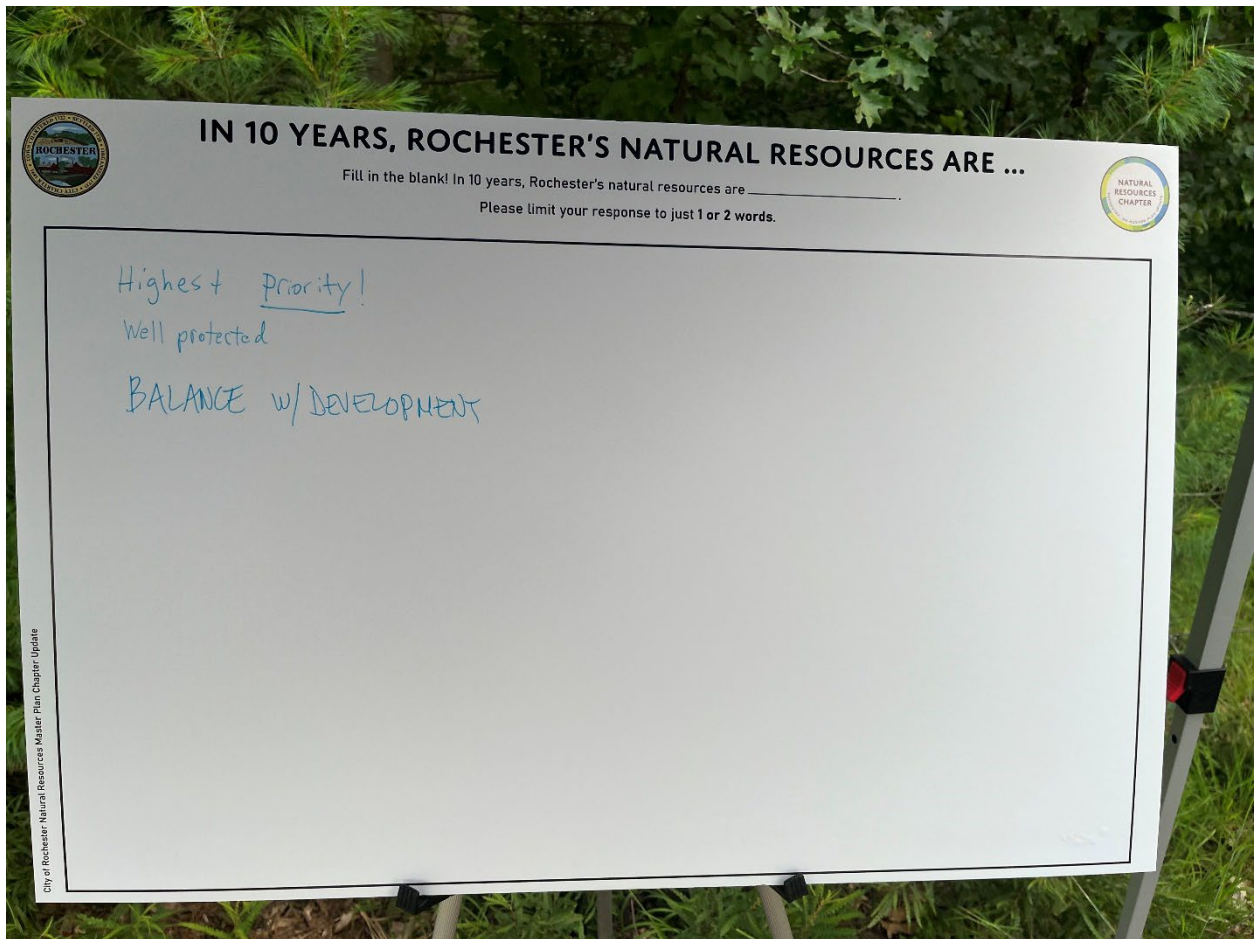 IN 10 YEARS, ROCHESTER'S NATURAL RESOURCES ARE ...
Fill in the blank! In 10 years, Rochester's natural resources are ____________________.
Please limit your response to just 1 or 2 words.
ROCHESTER
NATURAL
RESOURCES
CHAPTER
Highest priority!
Well protected
BALANCE W/ DEVELOPMENT
City of Rochester Natural Resources Master Plan Chapter Update